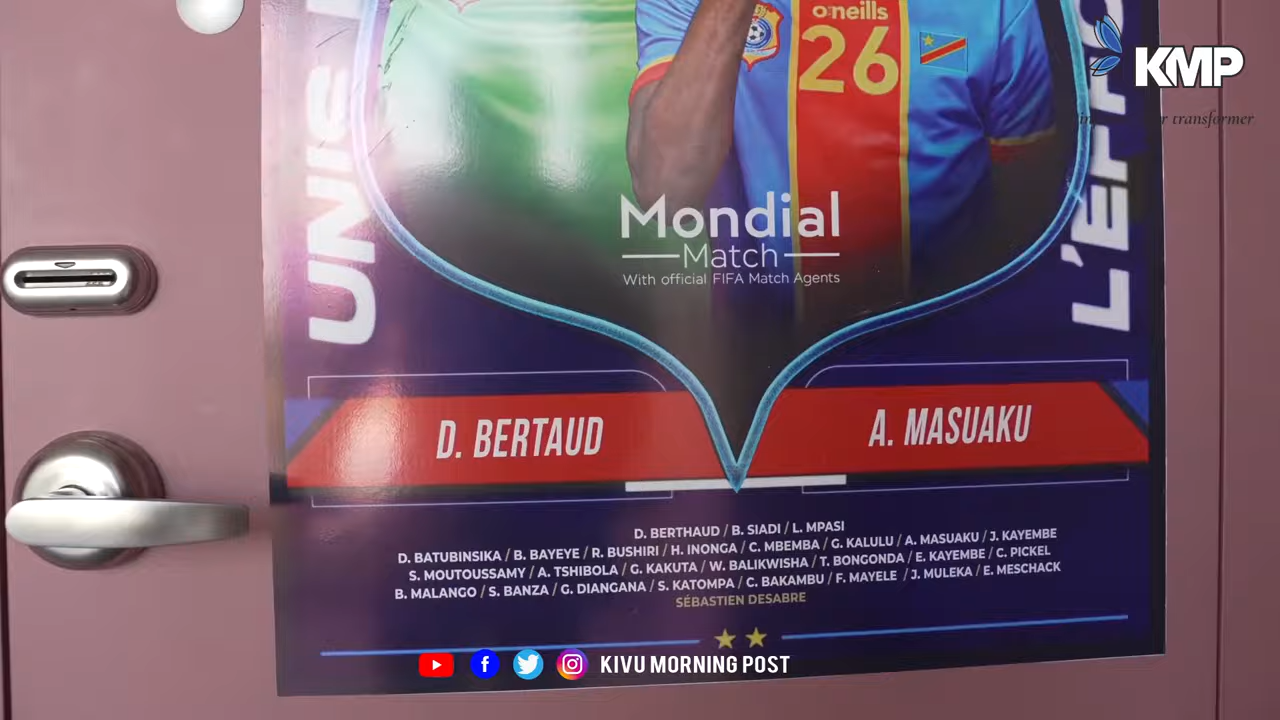 o'neills
26
KMP
transformer
UNIS
Mondial
Match
With official FIFA Match Agents
D. BERTAUD
A. MASUAKU
D. BERTHAUD / B. SIADI / L. MPASI
D. BATUBINSIKA / B. BAYEYE / R. BUSHIRI / H. INONGA / C. MBEMBA / G. KALULU / A. MASUAKU / J. KAYEMBE
S. MOUTOUSSAMY / A. TSHIBOLA / G. KAKUTA / W. BALIKWISHA / T. BONGONDA / E. KAYEMBE / C. PICKEL
B. MALANGO / S. BANZA / G. DIANGANA / S. KATOMPA / C. BAKAMBU / F. MAYELE / J. MULEKA / E. MESCHACK
SÉBASTIEN DESABRE
KIVU MORNING POST